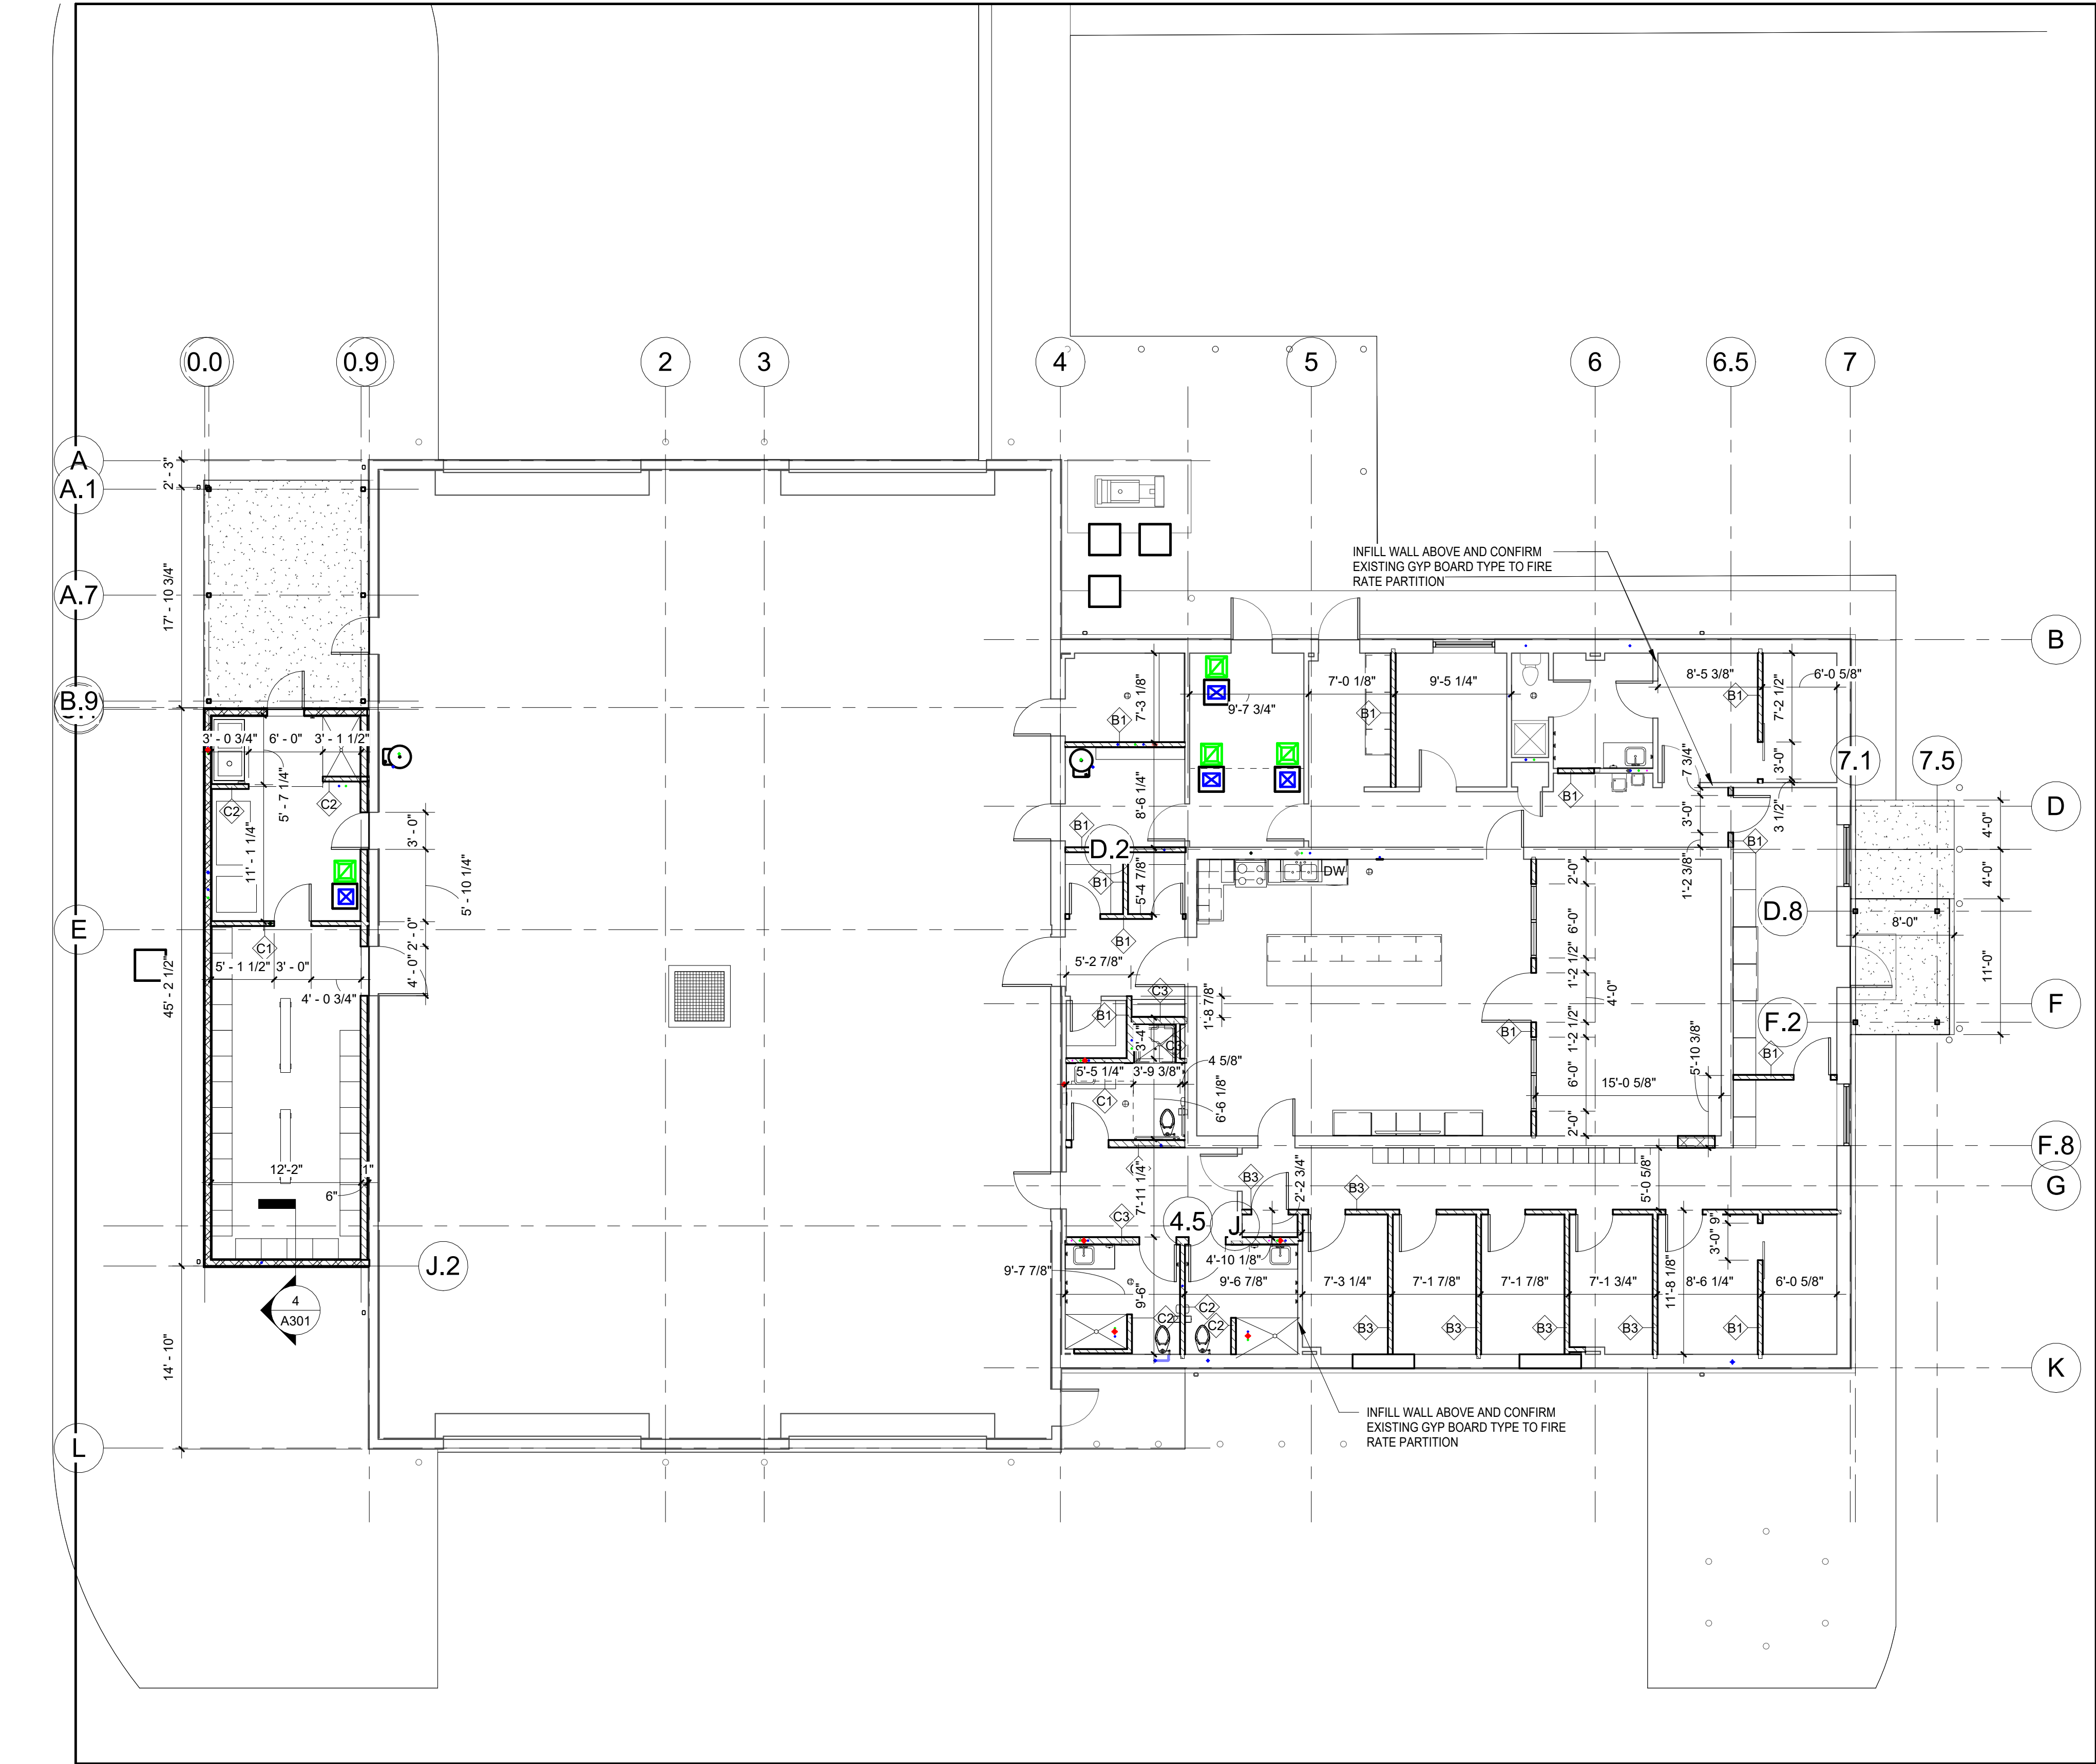 0.0
0.9
2
3
4
5
6
6.5
7
A
2' - 3"
A.1
17' - 10 3/4"
A.7
INFILL WALL ABOVE AND CONFIRM
EXISTING GYP BOARD TYPE TO FIRE
RATE PARTITION
B
B.9
7'-3 1/8"
B1
9'-7 3/4"
7'-0 1/8"
B1
9'-5 1/4"
8'-5 3/8"
B1
7'-2 1/2"
6'-0 5/8"
3' - 0 3/4"
6' - 0"
3' - 1 1/2"
5' - 7 1/4"
C2
C2
11' - 1 1/4"
3' - 0"
5' - 10 1/4"
8'-6 1/4"
B1
D.2
B1
5'-4 7/8"
DW
B1
7 3/4"
3'-0"
3'-0"
3 1/2"
1'-2 3/8"
B1
7.1
7.5
D
4'-0"
4'-0"
D.8
8'-0"
11'-0"
E
C1
45' - 2 1/2"
5' - 1 1/2"
3' - 0"
4' - 0 3/4"
2' - 0"
4' - 0"
B1
5'-2 7/8"
C3
B1
1'-8 7/8"
3'-4"
C3
4 5/8"
5'-5 1/4"
3'-9 3/8"
C1
6'-6 1/8"
2'-0"
6'-0"
1'-2 1/2"
4'-0"
1'-2 1/2"
B1
6'-0"
2'-0"
15'-0 5/8"
5'-10 3/8"
F
F.2
B1
F.8
G
12'-2"
1"
6"
7'-11 1/4"
C3
4.5
J
B3
2'-2 3/4"
B3
5'-0 5/8"
J.2
4
A301
9'-7 7/8"
9'-6"
4'-10 1/8"
9'-6 7/8"
7'-3 1/4"
7'-1 7/8"
7'-1 7/8"
7'-1 3/4"
11'-8 1/8"
8'-6 1/4"
9"
3'-0"
6'-0 5/8"
C2
C2
C2
B3
B3
B3
B3
B1
K
14' - 10"
INFILL WALL ABOVE AND CONFIRM
EXISTING GYP BOARD TYPE TO FIRE
RATE PARTITION
L